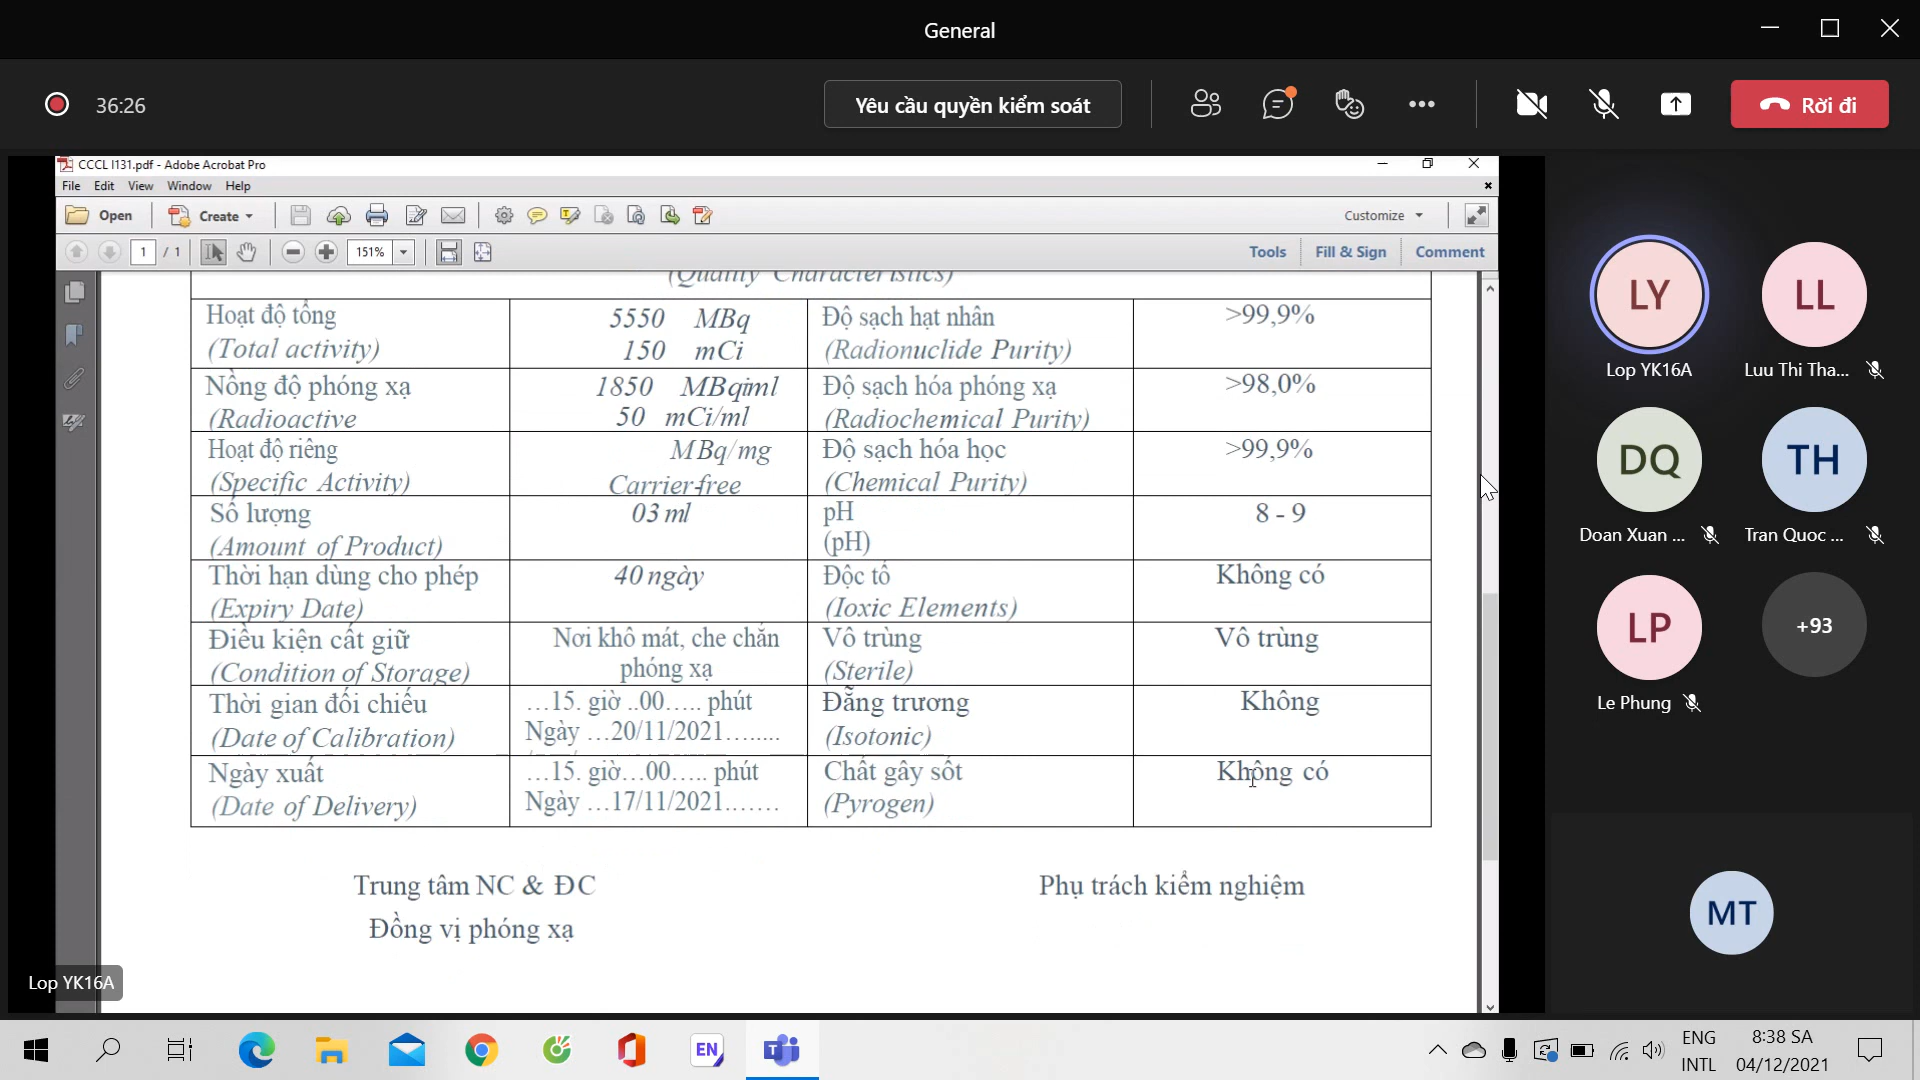 General
36:26
Yêu cầu quyền kiểm soát
Rời đi
CCCL I131.pdf - Adobe Acrobat Pro
File Edit View Window Help
Open
Create
Customize
1 / 1
151%
Tools
Fill & Sign
Comment
(Quality Characteristics)
Hoạt độ tổng
(Total activity)
5550 MBq
150 mCi
Độ sạch hạt nhân
(Radionuclide Purity)
>99,9%
Nồng độ phóng xạ
(Radioactive
1850 MBqiml
50 mCi/ml
Độ sạch hóa phóng xạ
(Radiochemical Purity)
>98,0%
Hoạt độ riêng
(Specific Activity)
MBq/mg
Carrier-free
Độ sạch hóa học
(Chemical Purity)
>99,9%
Số lượng
(Amount of Product)
03 ml
pH
(pH)
8 - 9
Thời hạn dùng cho phép
(Expiry Date)
40 ngày
Độc tố
(Ioxic Elements)
Không có
Điều kiện cất giữ
(Condition of Storage)
Nơi khô mát, che chắn
phóng xạ
Vô trùng
(Sterile)
Vô trùng
Thời gian đối chiếu
(Date of Calibration)
...15. giờ ..00..... phút
Ngày ...20/11/2021........
Đẳng trương
(Isotonic)
Không
Ngày xuất
(Date of Delivery)
...15. giờ...00..... phút
Ngày ...17/11/2021.......
Chất gây sốt
(Pyrogen)
Không có
Trung tâm NC & ĐC
Đồng vị phóng xạ
Phụ trách kiểm nghiệm
Lop YK16A
LY
Lop YK16A
LL
Luu Thi Tha...
DQ
Doan Xuan ...
TH
Tran Quoc ...
LP
Le Phung
+93
MT
EN
T
ENG
INTL
8:38 SA
04/12/2021